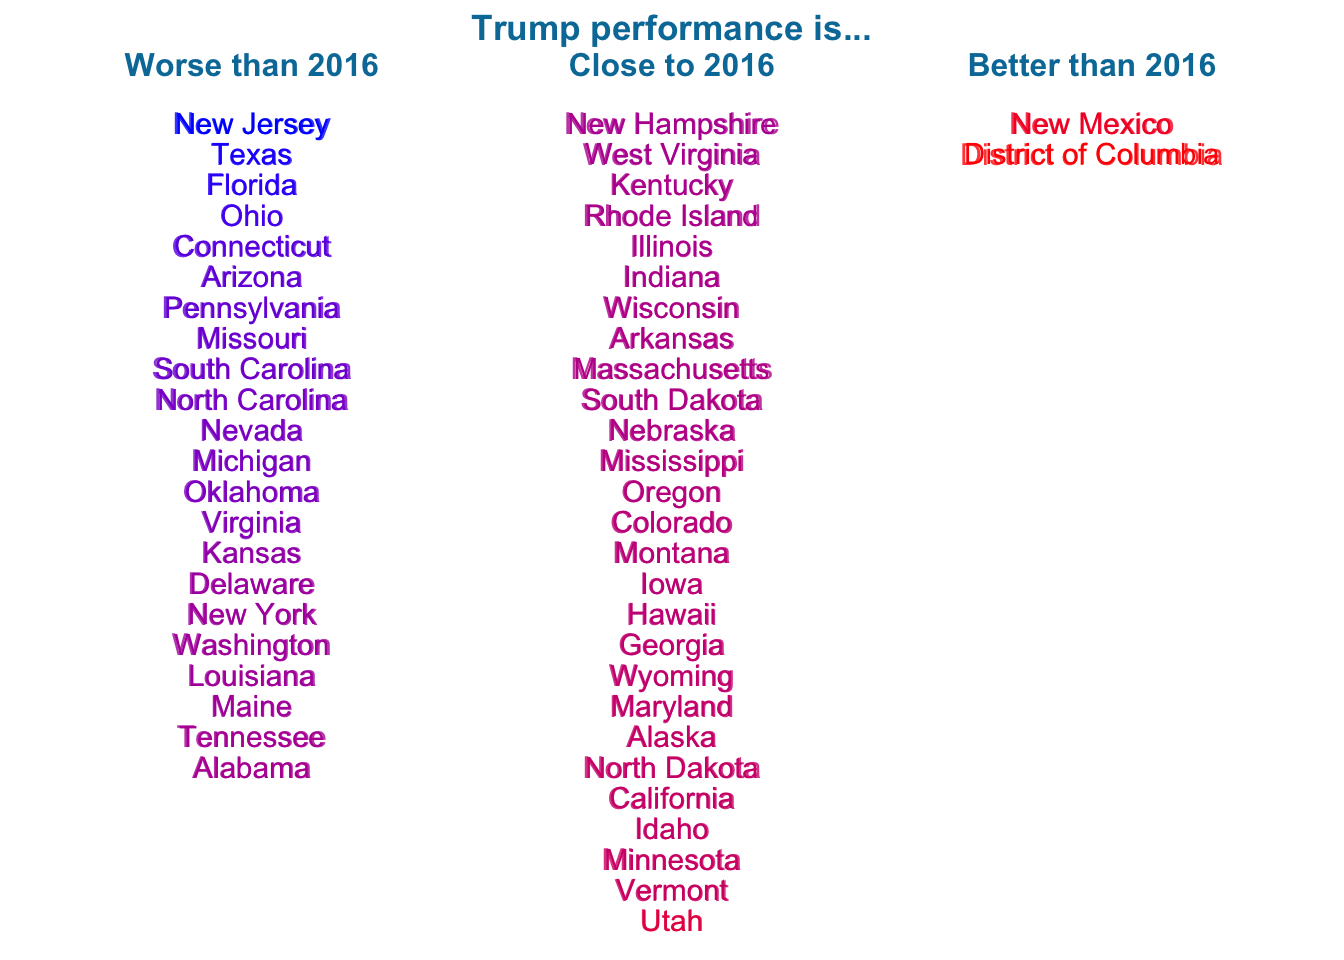 Trump performance is...
Worse than 2016
New Jersey
Texas
Florida
Ohio
Connecticut
Arizona
Pennsylvania
Missouri
South Carolina
North Carolina
Nevada
Michigan
Oklahoma
Virginia
Kansas
Delaware
New York
Washington
Louisiana
Maine
Tennessee
Alabama
Close to 2016
New Hampshire
West Virginia
Kentucky
Rhode Island
Illinois
Indiana
Wisconsin
Arkansas
Massachusetts
South Dakota
Nebraska
Mississippi
Oregon
Colorado
Montana
Iowa
Hawaii
Georgia
Wyoming
Maryland
Alaska
North Dakota
California
Idaho
Minnesota
Vermont
Utah
Better than 2016
New Mexico
District of Columbia